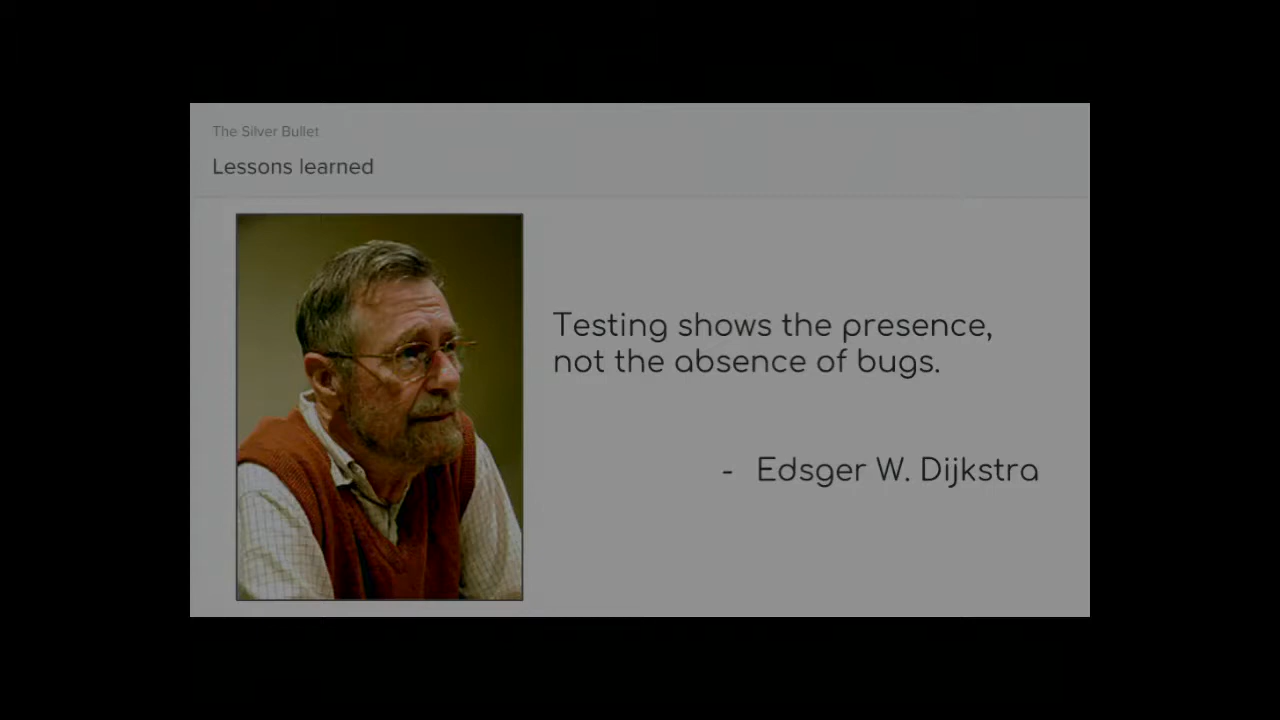 The Silver Bullet
Lessons learned
Testing shows the presence,
not the absence of bugs.
- Edsger W. Dijkstra